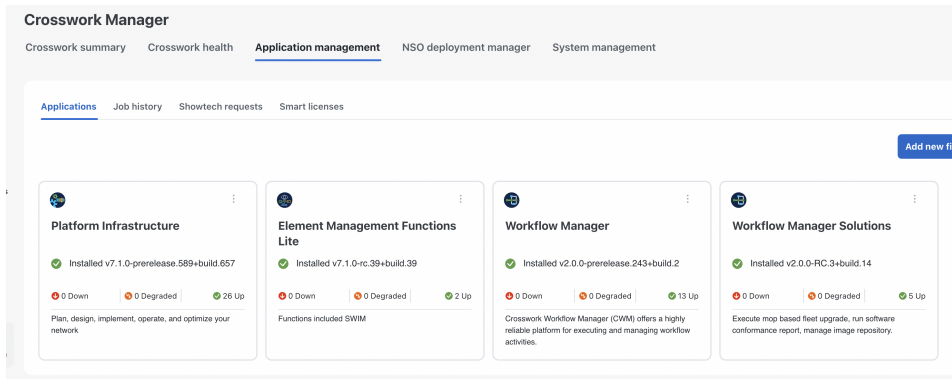 Crosswork Manager
Crosswork summary Crosswork health Application management NSO deployment manager System management
Applications Job history Showtech requests Smart licenses
Add new fi
Platform Infrastructure
Installed v7.1.0-prerelease.589+build.657
0 Down 0 Degraded 26 Up
Plan, design, implement, operate, and optimize your
network
Element Management Functions
Lite
Installed v7.1.0-rc.39+build.39
0 Down 0 Degraded 2 Up
Functions included SWIM
Workflow Manager
Installed v2.0.0-prerelease.243+build.2
0 Down 0 Degraded 13 Up
Crosswork Workflow Manager (CWM) offers a highly
reliable platform for executing and managing workflow
activities.
Workflow Manager Solutions
Installed v2.0.0-RC.3+build.14
0 Down 0 Degraded 5 Up
Execute mop based fleet upgrade, run software
conformance report, manage image repository.